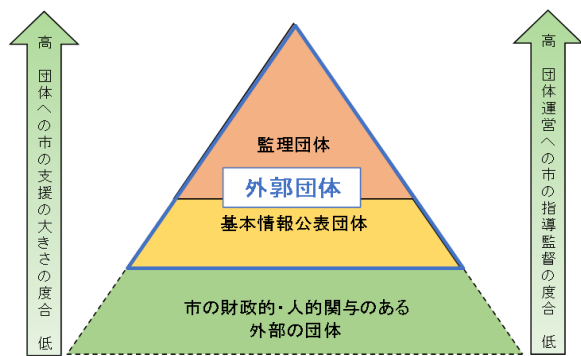 高 団体への市の支援の大きさの度合 低
監理団体
外郭団体
基本情報公表団体
市の財政的・人的関与のある
外部の団体
高 団体運営への市の指導監督の度合 低